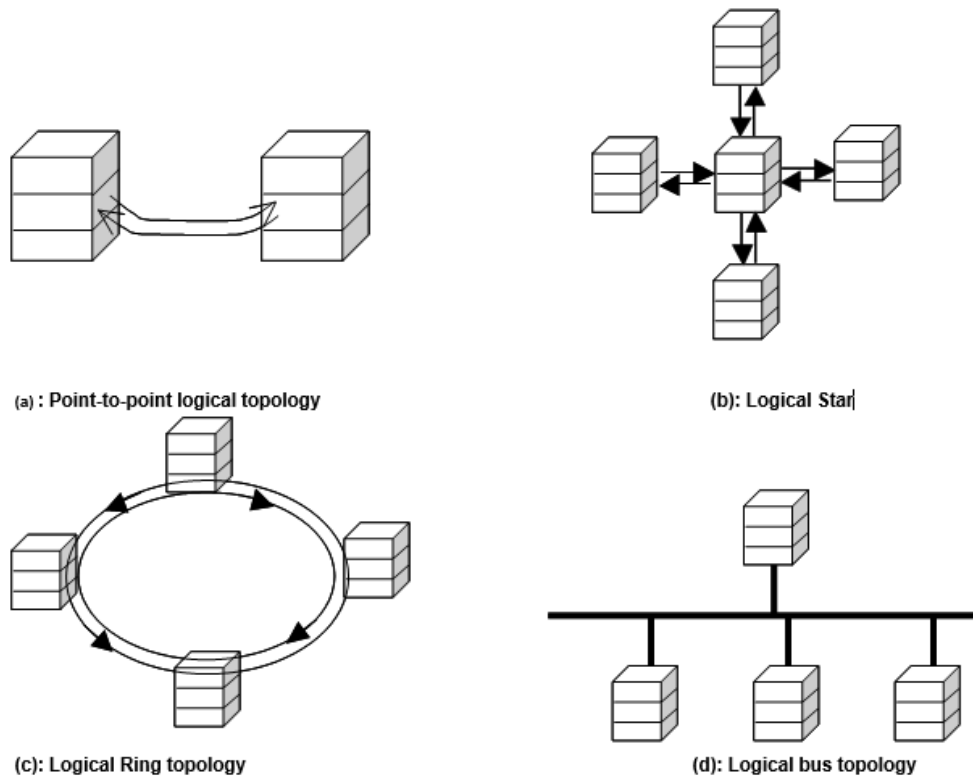 (a) : Point-to-point logical topology
(b): Logical Star
(c): Logical Ring topology
(d): Logical bus topology